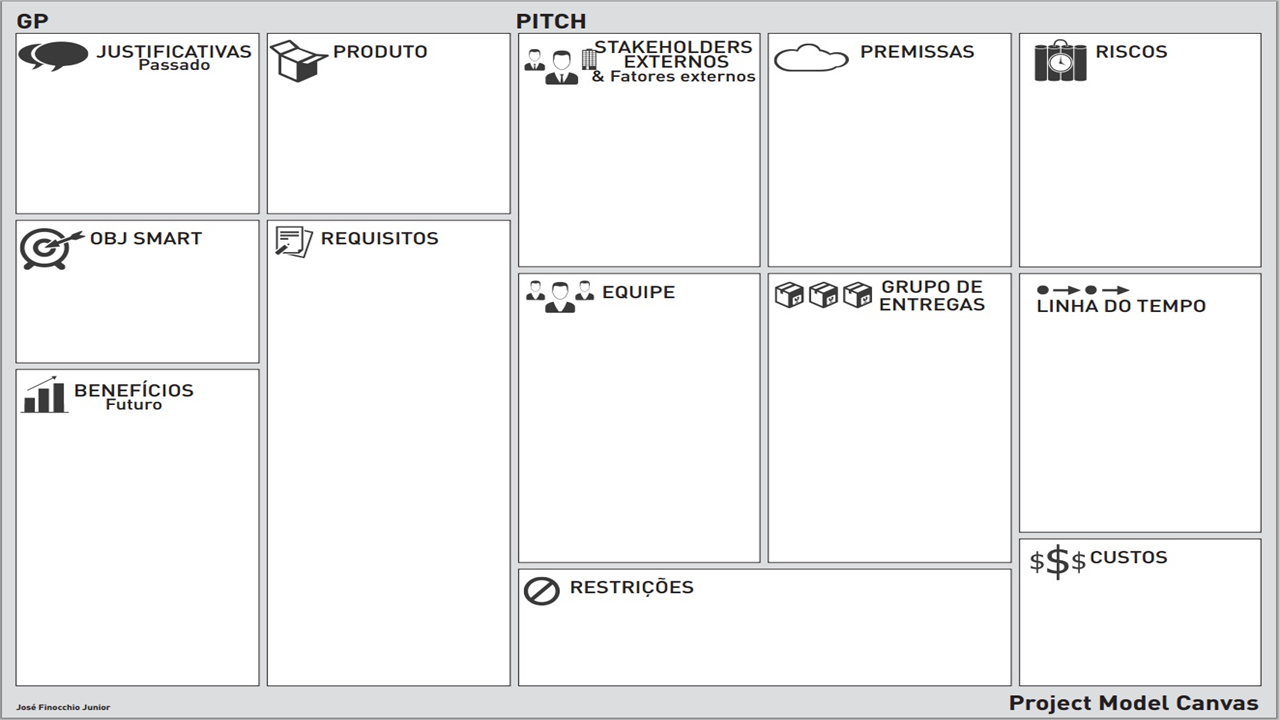 GP
PITCH
JUSTIFICATIVAS
Passado
PRODUTO
STAKEHOLDERS
EXTERNOS
& Fatores externos
PREMISSAS
RISCOS
OBJ SMART
REQUISITOS
BENEFÍCIOS
Futuro
EQUIPE
GRUPO DE
ENTREGAS
LINHA DO TEMPO
RESTRIÇÕES
$$$ CUSTOS
José Finocchio Junior
Project Model Canvas